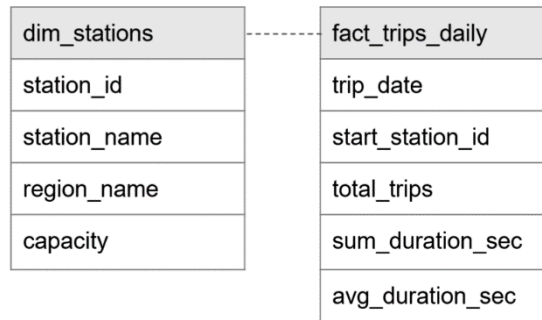 dim_stations
station_id
station_name
region_name
capacity
fact_trips_daily
trip_date
start_station_id
total_trips
sum_duration_sec
avg_duration_sec